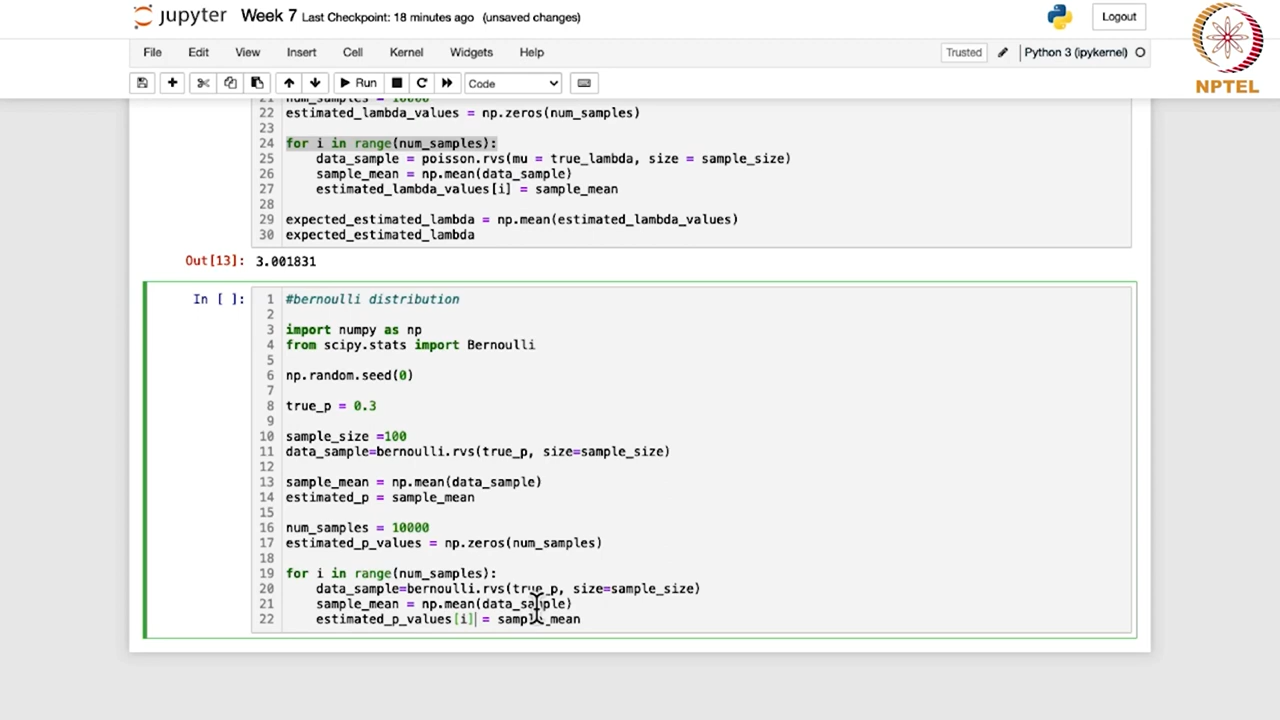 jupyter Week 7 Last Checkpoint: 18 minutes ago (unsaved changes)
Logout
File Edit View Insert Cell Kernel Widgets Help
Trusted Python 3 (ipykernel)
Run Code
NPTEL
21 num_samples = 10000
22 estimated_lambda_values = np.zeros(num_samples)
23
24 for i in range(num_samples):
25 data_sample = poisson.rvs(mu = true_lambda, size = sample_size)
26 sample_mean = np.mean(data_sample)
27 estimated_lambda_values[i] = sample_mean
28
29 expected_estimated_lambda = np.mean(estimated_lambda_values)
30 expected_estimated_lambda
Out[13]: 3.001831
In [ ]: 1 #bernoulli distribution
2
3 import numpy as np
4 from scipy.stats import Bernoulli
5
6 np.random.seed(0)
7
8 true_p = 0.3
9
10 sample_size =100
11 data_sample=bernoulli.rvs(true_p, size=sample_size)
12
13 sample_mean = np.mean(data_sample)
14 estimated_p = sample_mean
15
16 num_samples = 10000
17 estimated_p_values = np.zeros(num_samples)
18
19 for i in range(num_samples):
20 data_sample=bernoulli.rvs(true_p, size=sample_size)
21 sample_mean = np.mean(data_sample)
22 estimated_p_values[i] = sample_mean